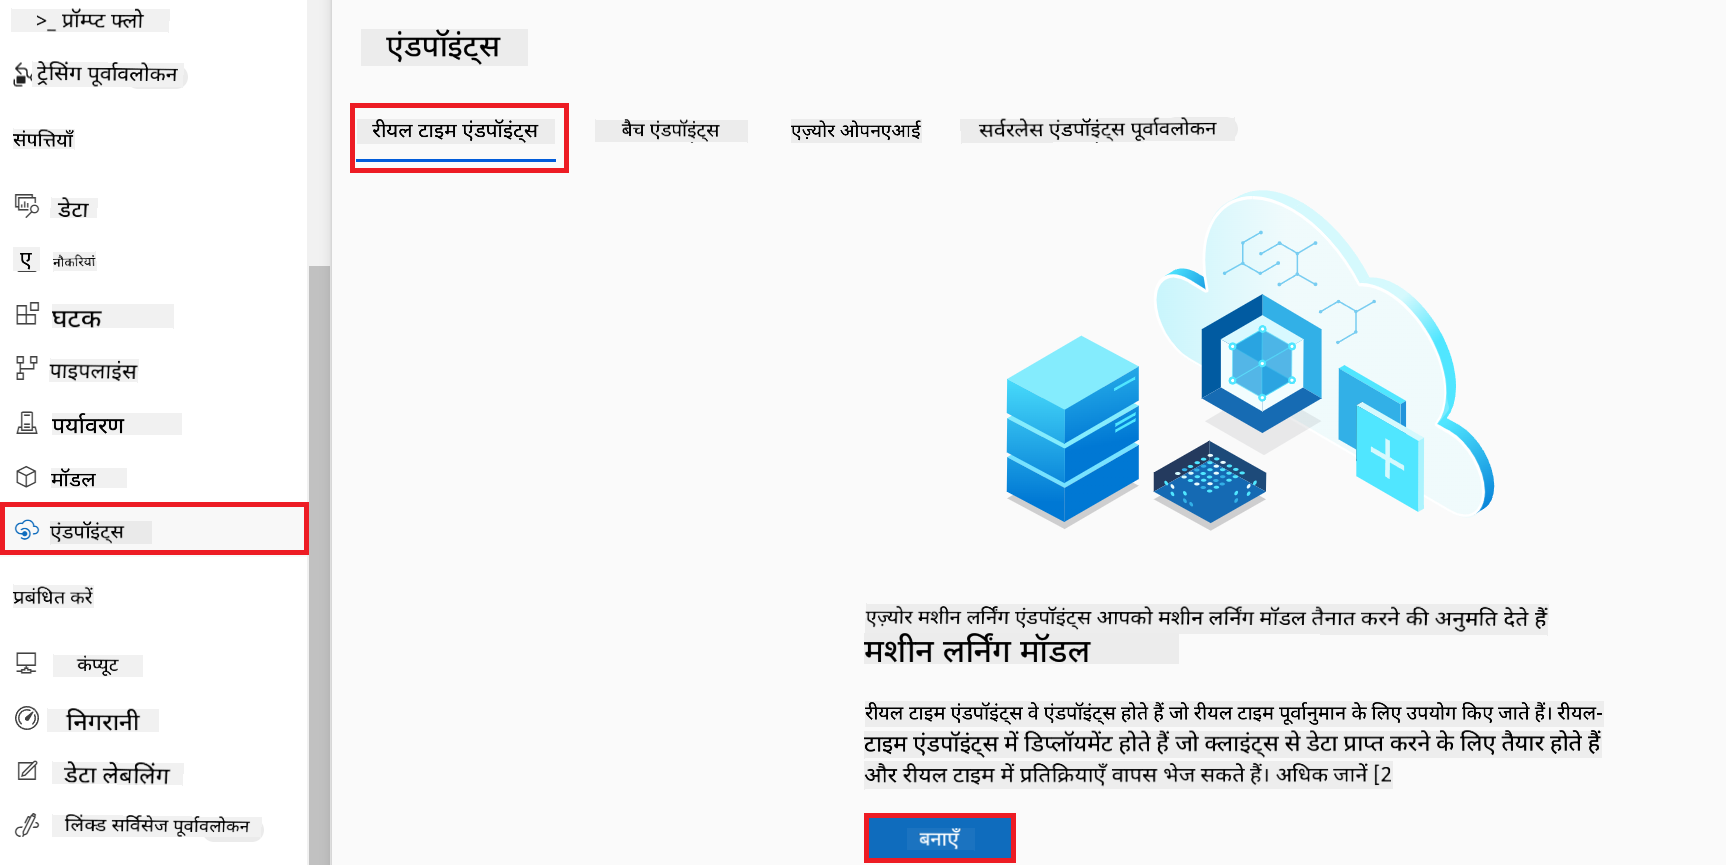 >_ प्रॉम्प्ट फ्लो
ट्रेसिंग पूर्वावलोकन
संपत्तियाँ
डेटा
ए नौकरियां
घटक
पाइपलाइंस
पर्यावरण
मॉडल
एंडपॉइंट्स
प्रबंधित करें
कंप्यूट
निगरानी
डेटा लेबलिंग
लिंक्ड सर्विसेज पूर्वावलोकन
एंडपॉइंट्स
रीयल टाइम एंडपॉइंट्स
बैच एंडपॉइंट्स
एज़्योर ओपनएआई
सर्वरलेस एंडपॉइंट्स पूर्वावलोकन
एज़्योर मशीन लर्निंग एंडपॉइंट्स आपको मशीन लर्निंग मॉडल तैनात करने की अनुमति देते हैं
मशीन लर्निंग मॉडल
रीयल टाइम एंडपॉइंट्स वे एंडपॉइंट्स होते हैं जो रीयल टाइम पूर्वानुमान के लिए उपयोग किए जाते हैं। रीयल-
टाइम एंडपॉइंट्स में डिप्लॉयमेंट होते हैं जो क्लाइंट्स से डेटा प्राप्त करने के लिए तैयार होते हैं
और रीयल टाइम में प्रतिक्रियाएँ वापस भेज सकते हैं। अधिक जानें [2
बनाएँ